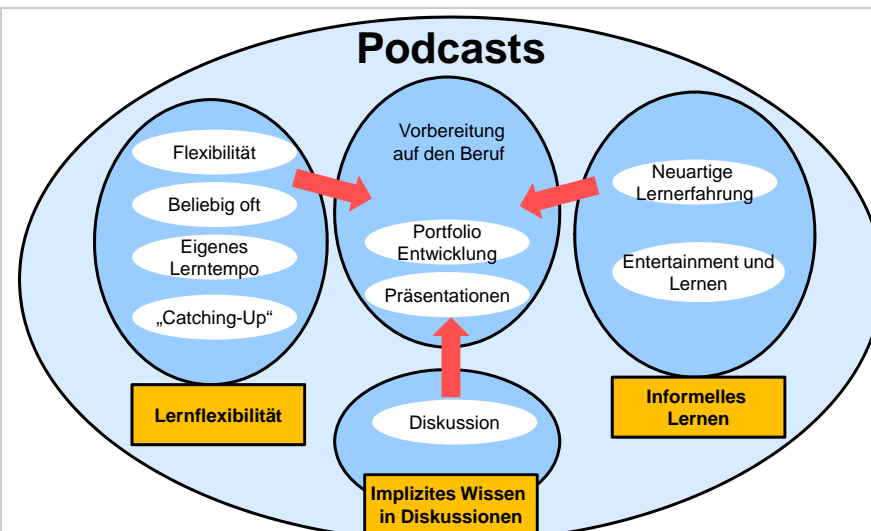 Podcasts
Flexibilität
Beliebig oft
Eigenes
Lerntempo
„Catching-Up“
Lernflexibilität
Vorbereitung
auf den Beruf
Portfolio
Entwicklung
Präsentationen
Diskussion
Implizites Wissen
in Diskussionen
Neuartige
Lernerfahrung
Entertainment und
Lernen
Informelles
Lernen